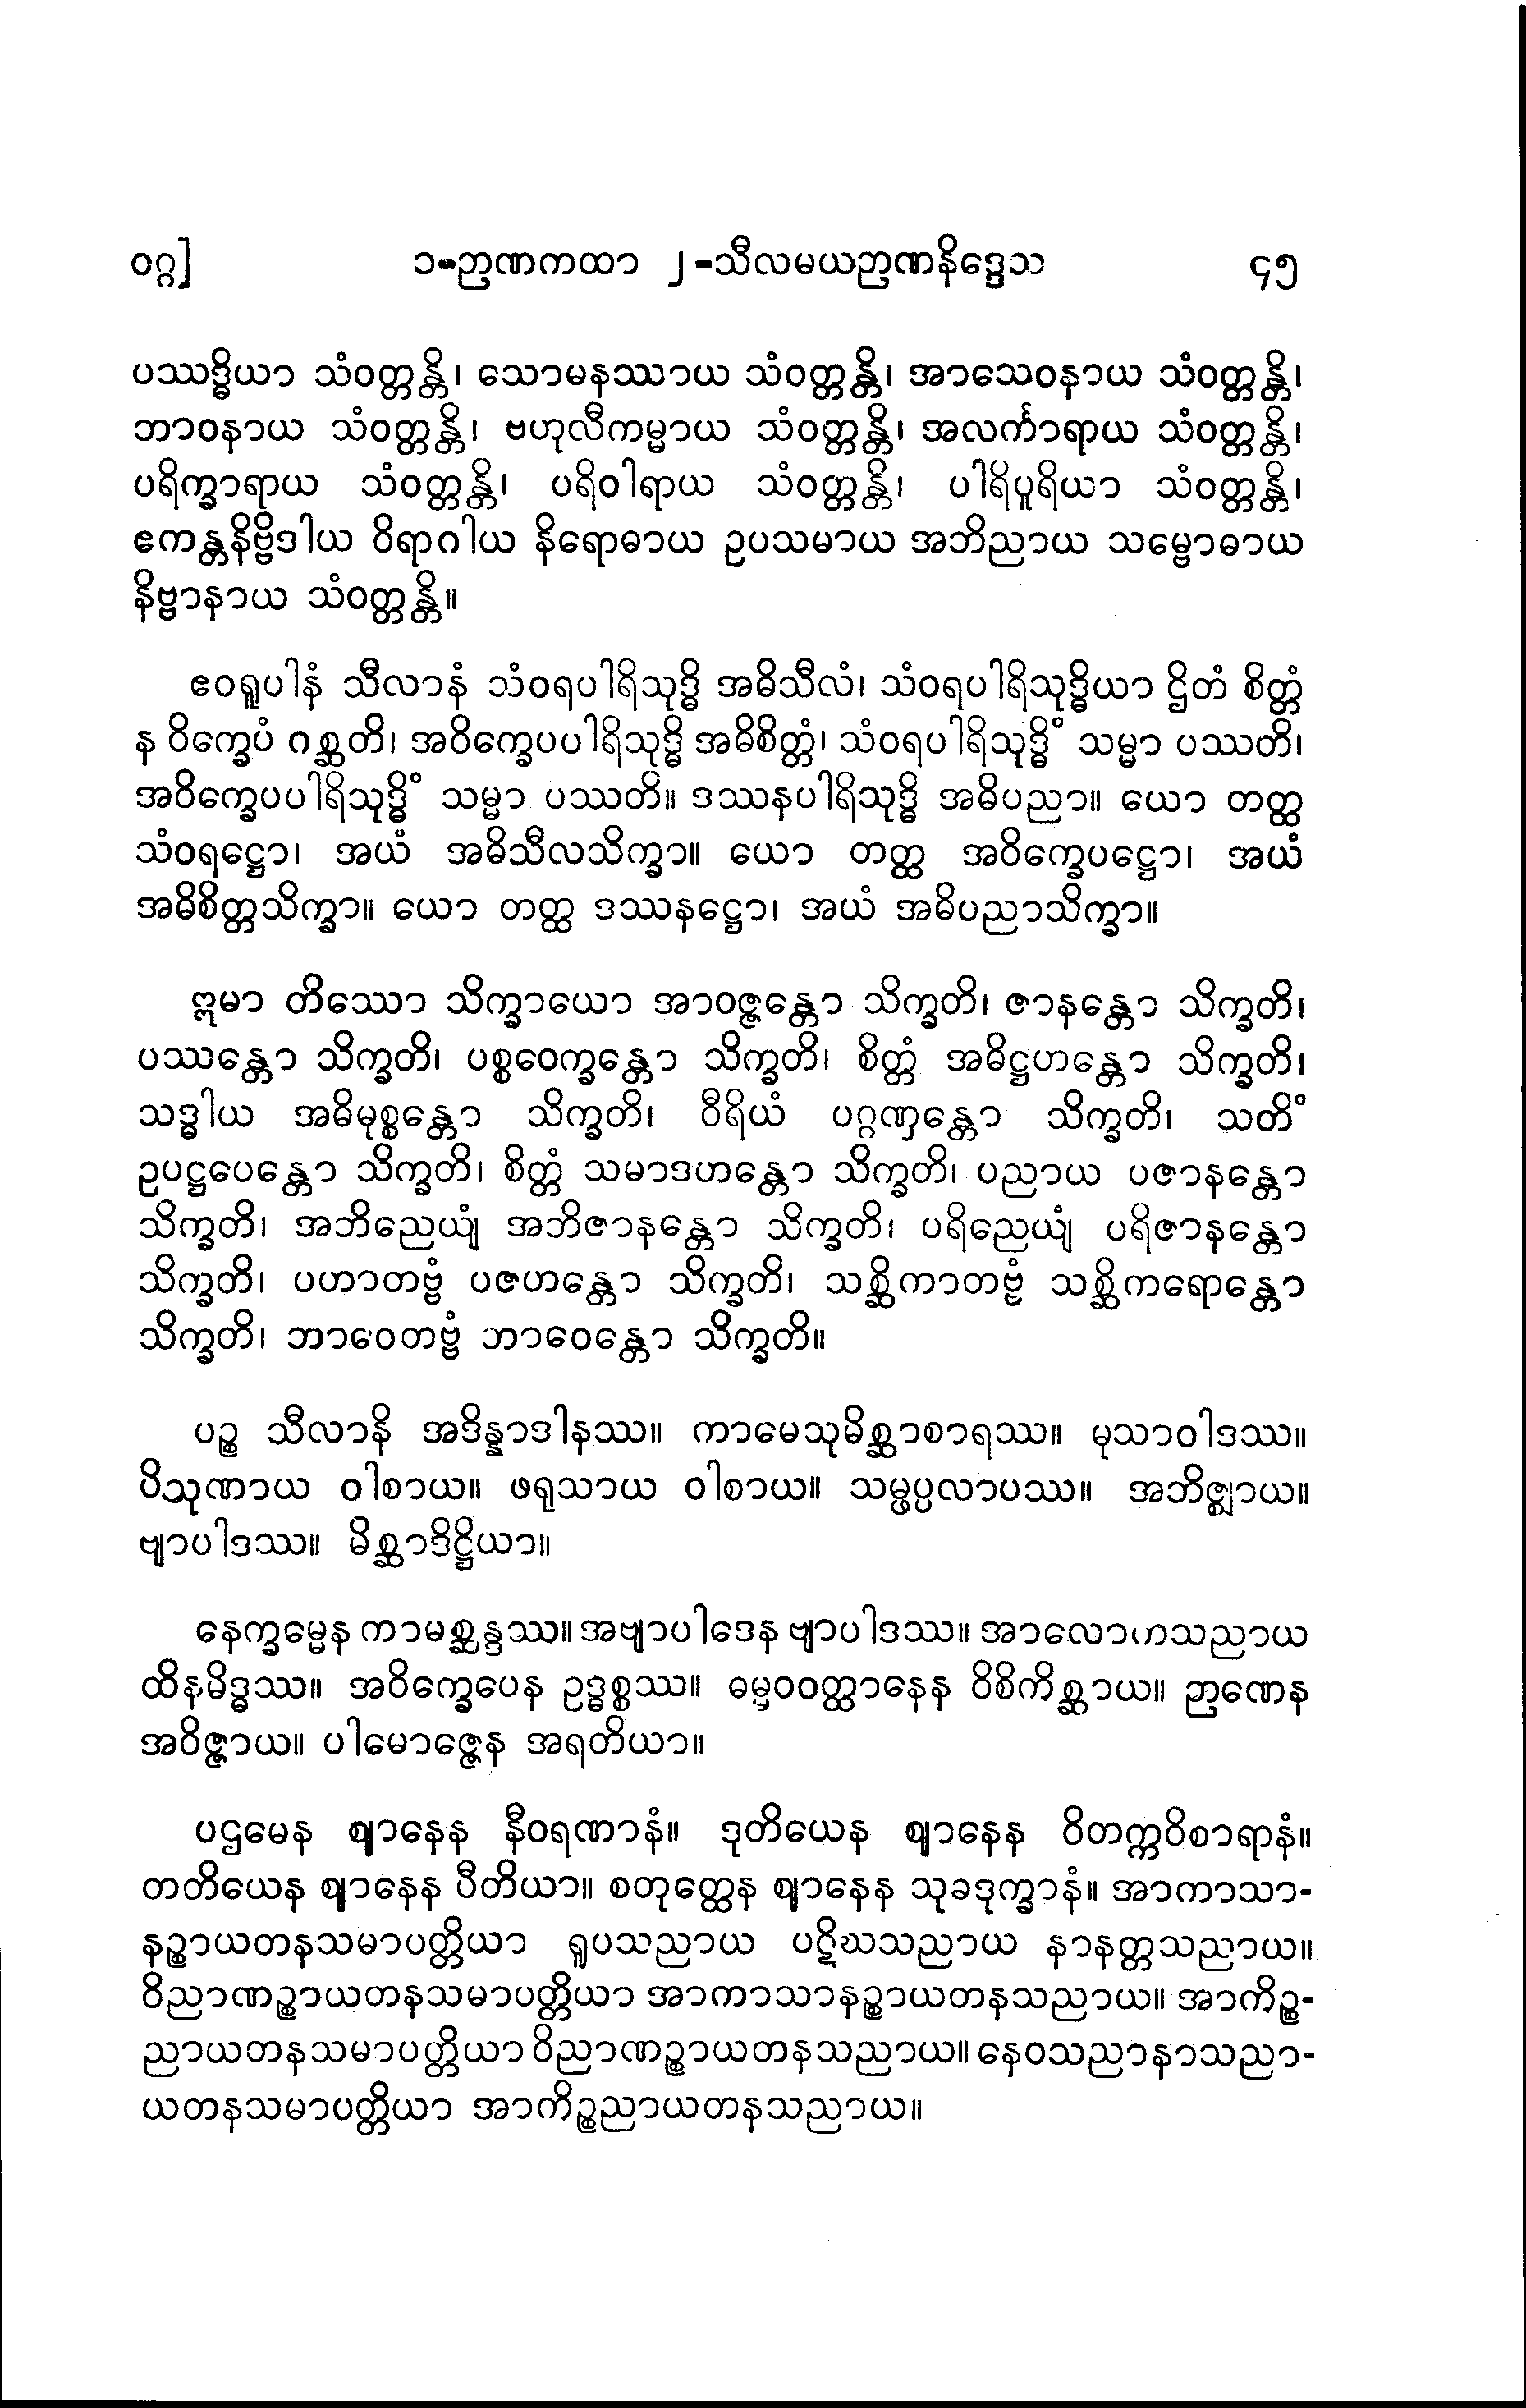 ဝဂ္ဂ] ၁-ဉာဏကထာ ၂-သီလမယဉာဏနိဒ္ဒေသ ၄၅
ပဿဒ္ဓိယာ သံဝတ္တန္တိ၊ သောမနဿာယ သံဝတ္တန္တိ၊ အာသေဝနာယ သံဝတ္တန္တိ၊
ဘာဝနာယ သံဝတ္တန္တိ၊ ဗဟုလီကမ္မာယ သံဝတ္တန္တိ၊ အလင်္ကာရာယ သံဝတ္တန္တိ၊
ပရိက္ခာရာယ သံဝတ္တန္တိ၊ ပရိဝါရာယ သံဝတ္တန္တိ၊ ပါရိပူရိယာ သံဝတ္တန္တိ၊
ဧကန္တနိဗ္ဗိဒါယ ဝိရာဂါယ နိရောဓာယ ဥပသမာယ အဘိညာယ သမ္ဗောဓာယ
နိဗ္ဗာနာယ သံဝတ္တန္တိ။
ဧဝရူပါနံ သီလာနံ သံဝရပါရိသုဒ္ဓိ အဓိသီလံ၊ သံဝရပါရိသုဒ္ဓိယာ ဌိတံ စိတ္တံ
န ဝိက္ခေပံ ဂစ္ဆတိ၊ အဝိက္ခေပပါရိသုဒ္ဓိ အဓိစိတ္တံ၊ သံဝရပါရိသုဒ္ဓိံ သမ္မာ ပဿတိ၊
အဝိက္ခေပပါရိသုဒ္ဓိံ သမ္မာ ပဿတိ။ ဒဿနပါရိသုဒ္ဓိ အဓိပညာ။ ယော တတ္ထ
သံဝရဋ္ဌော၊ အယံ အဓိသီလသိက္ခာ။ ယော တတ္ထ အဝိက္ခေပဋ္ဌော၊ အယံ
အဓိစိတ္တသိက္ခာ။ ယော တတ္ထ ဒဿနဋ္ဌော၊ အယံ အဓိပညာသိက္ခာ။
ဣမာ တိဿော သိက္ခာယော အာဝဇ္ဇန္တော သိက္ခတိ၊ ဇာနန္တော သိက္ခတိ၊
ပဿန္တော သိက္ခတိ၊ ပစ္စဝေက္ခန္တော သိက္ခတိ၊ စိတ္တံ အဓိဋ္ဌဟန္တော သိက္ခတိ၊
သဒ္ဓါယ အဓိမုစ္စန္တော သိက္ခတိ၊ ဝီရိယံ ပဂ္ဂဏှန္တော သိက္ခတိ၊ သတိံ
ဥပဋ္ဌပေန္တော သိက္ခတိ၊ စိတ္တံ သမာဒဟန္တော သိက္ခတိ၊ ပညာယ ပဇာနန္တော
သိက္ခတိ၊ အဘိညေယျံ အဘိဇာနန္တော သိက္ခတိ၊ ပရိညေယျံ ပရိဇာနန္တော
သိက္ခတိ၊ ပဟာတဗ္ဗံ ပဇဟန္တော သိက္ခတိ၊ သစ္ဆိကာတဗ္ဗံ သစ္ဆိကရောန္တော
သိက္ခတိ၊ ဘာဝေတဗ္ဗံ ဘာဝေန္တော သိက္ခတိ။
ပဉ္စ သီလာနိ အဒိန္နာဒါနဿ။ ကာမေသုမိစ္ဆာစာရဿ။ မုသာဝါဒဿ။
ပိသုဏာယ ဝါစာယ။ ဖရုသာယ ဝါစာယ။ သမ္ဖပ္ပလာပဿ။ အဘိဇ္ဈာယ။
ဗျာပါဒဿ။ မိစ္ဆာဒိဋ္ဌိယာ။
နေက္ခမ္မေန ကာမစ္ဆန္ဒဿ။ အဗျာပါဒေန ဗျာပါဒဿ။ အာလောကသညာယ
ထိနမိဒ္ဓဿ။ အဝိက္ခေပေန ဥဒ္ဓစ္စဿ။ ဓမ္မဝဝတ္ထာနေန ဝိစိကိစ္ဆာယ။ ဉာဏေန
အဝိဇ္ဇာယ။ ပါမောဇ္ဇေန အရတိယာ။
ပဌမေန ဈာနေန နီဝရဏာနံ။ ဒုတိယေန ဈာနေန ဝိတက္ကဝိစာရာနံ။
တတိယေန ဈာနေန ပီတိယာ။ စတုတ္ထေန ဈာနေန သုခဒုက္ခာနံ။ အာကာသာ-
နဉ္စာယတနသမာပတ္တိယာ ရူပသညာယ ပဋိဃသညာယ နာနတ္တသညာယ။
ဝိညာဏဉ္စာယတနသမာပတ္တိယာ အာကာသာနဉ္စာယတနသညာယ။ အာကိဉ္စ-
ညာယတနသမာပတ္တိယာ ဝိညာဏဉ္စာယတနသညာယ။ နေဝသညာနာသညာ-
ယတနသမာပတ္တိယာ အာကိဉ္စညာယတနသညာယ။